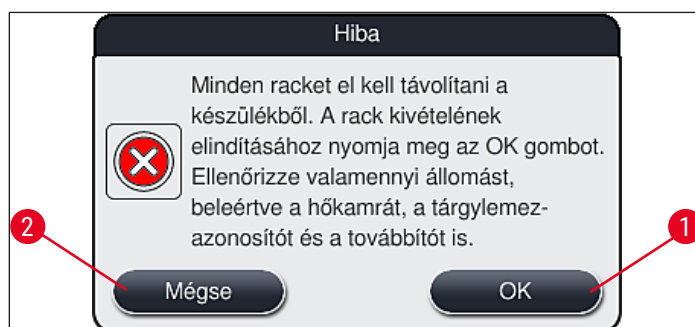 Hiba
Minden racket el kell távolítani a
készülékből. A rack kivételének
elindításához nyomja meg az OK gombot.
Ellenőrizze valamennyi állomást,
beleértve a hőkamrát, a tárgylemez-
azonosítót és a továbbítót is.
2
1
Mégse
OK